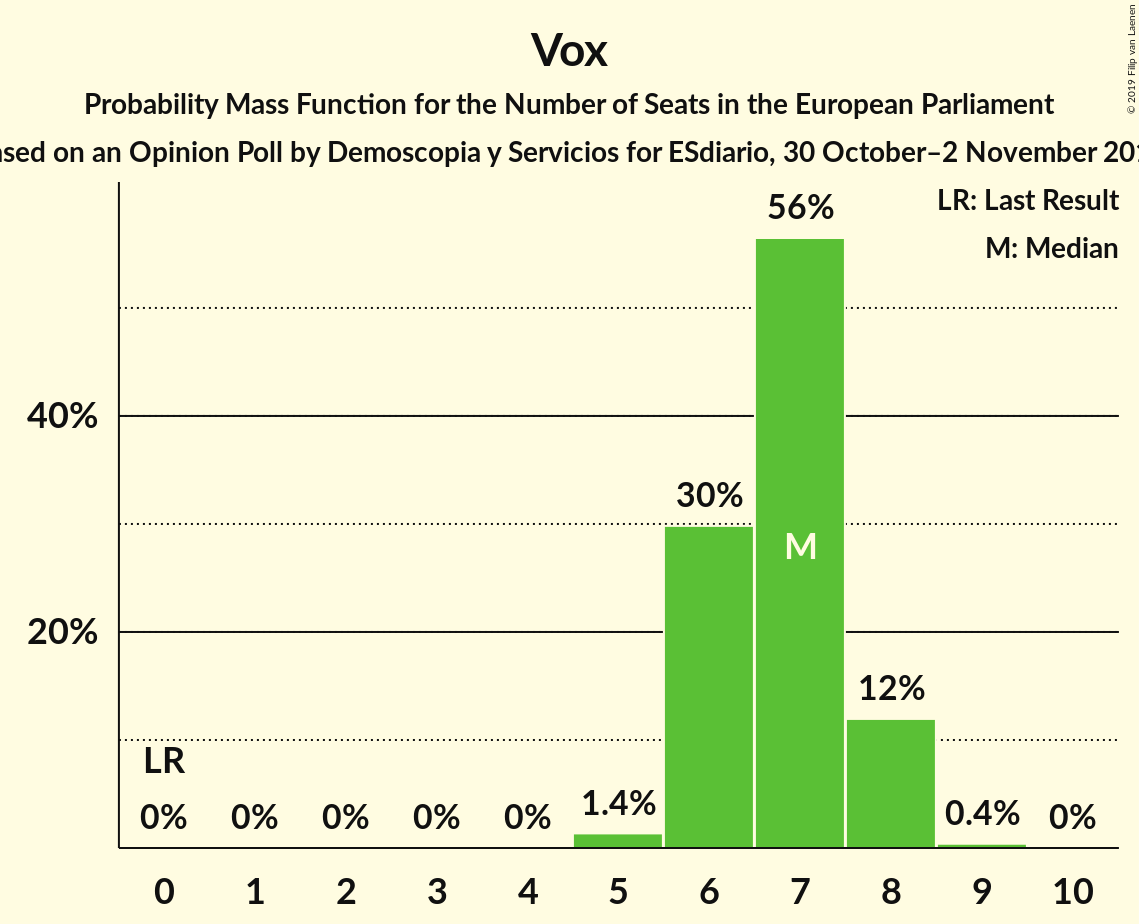 Vox
Probability Mass Function for the Number of Seats in the European Parliament
on an Opinion Poll by Demoscopia y Servicios for ESdiario, 30 October–2 November
© 2019 Filip van Laenen
LR: Last Result
M: Median
56%
40%
30%
M
20%
12%
LR
0% 0% 0% 0% 0% 1.4% 0.4% 0%
0 1 2 3 4 5 6 7 8 9 10